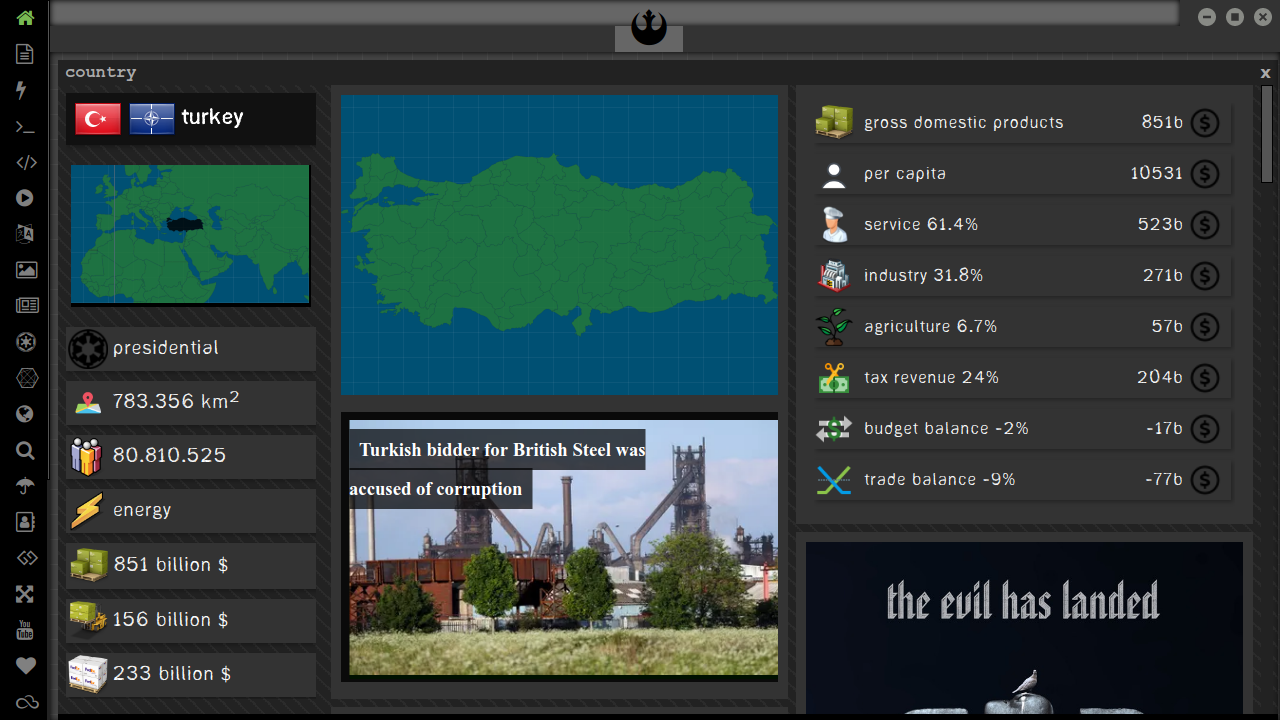 country
x
turkey
presidential
783.356 km²
80.810.525
energy
851 billion $
156 billion $
233 billion $
Turkish bidder for British Steel was
accused of corruption
gross domestic products 851b
per capita 10531
service 61.4% 523b
industry 31.8% 271b
agriculture 6.7% 57b
tax revenue 24% 204b
budget balance -2% -17b
trade balance -9% -77b
the evil has landed
You
Tube